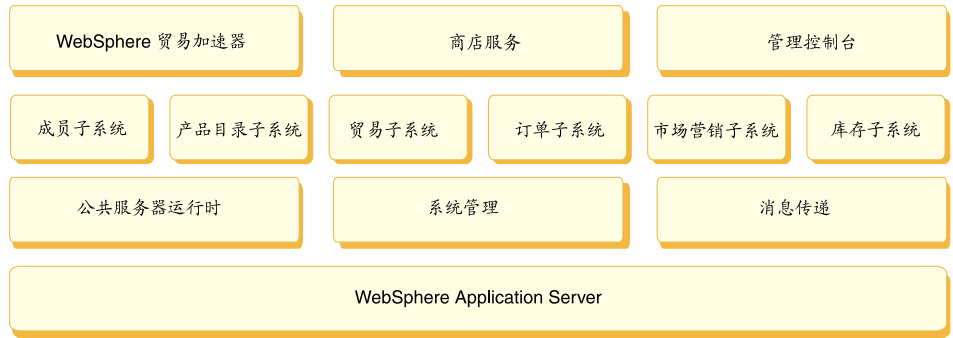 WebSphere 贸易加速器
商店服务
管理控制台
成员子系统
产品目录子系统
贸易子系统
订单子系统
市场营销子系统
库存子系统
公共服务器运行时
系统管理
消息传递
WebSphere Application Server